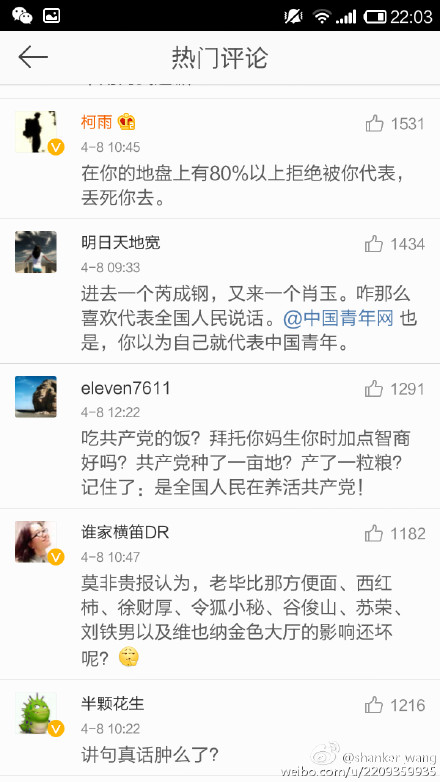 22:03
热门评论
柯雨
1531
4-8 10:45
在你的地盘上有80%以上拒绝被你代表，
丢死你去。
明日天地宽
1434
4-8 09:33
进去一个芮成钢，又来一个肖玉。咋那么
喜欢代表全国人民说话。@中国青年网 也
是，你以为自己就代表中国青年。
eleven7611
1291
4-8 12:22
吃共产党的饭？拜托你妈生你时加点智商
好吗？共产党种了一亩地？产了一粒粮？
记住了：是全国人民在养活共产党！
谁家横笛DR
1182
4-8 10:47
莫非贵报认为，老毕比那方便面、西红
柿、徐财厚、令狐小秘、谷俊山、苏荣、
刘铁男以及维也纳金色大厅的影响还坏
呢？
半颗花生
1216
4-8 10:22
讲句真话肿么了？
@shanker_wang
weibo.com/u/2209359935